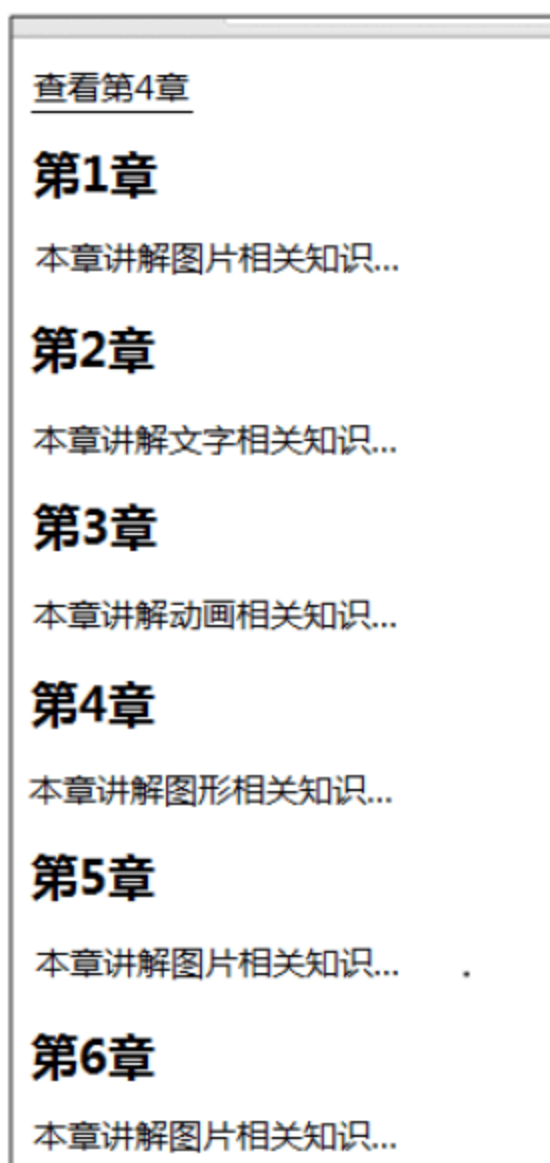 查看第4章
第1章
本章讲解图片相关知识...
第2章
本章讲解文字相关知识...
第3章
本章讲解动画相关知识...
第4章
本章讲解图形相关知识...
第5章
本章讲解图片相关知识...
第6章
本章讲解图片相关知识...